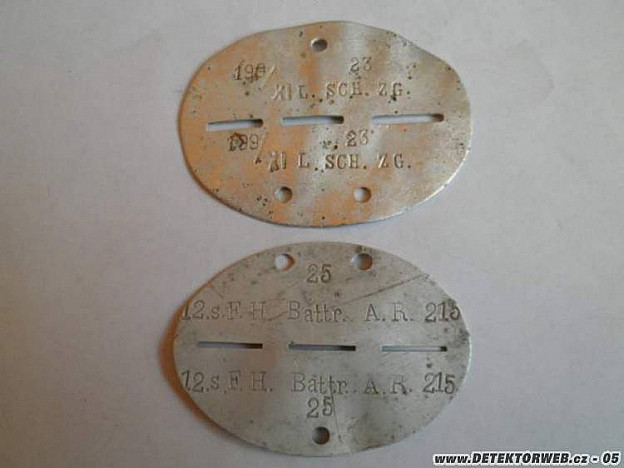 23
L. SCH. ZG.
23
L. SCH. ZG.
25
12.s.F.H. Battr. A.R. 215
12.s.F.H. Battr. A.R. 215
25
www.DETEKTORWEB.cz - 05